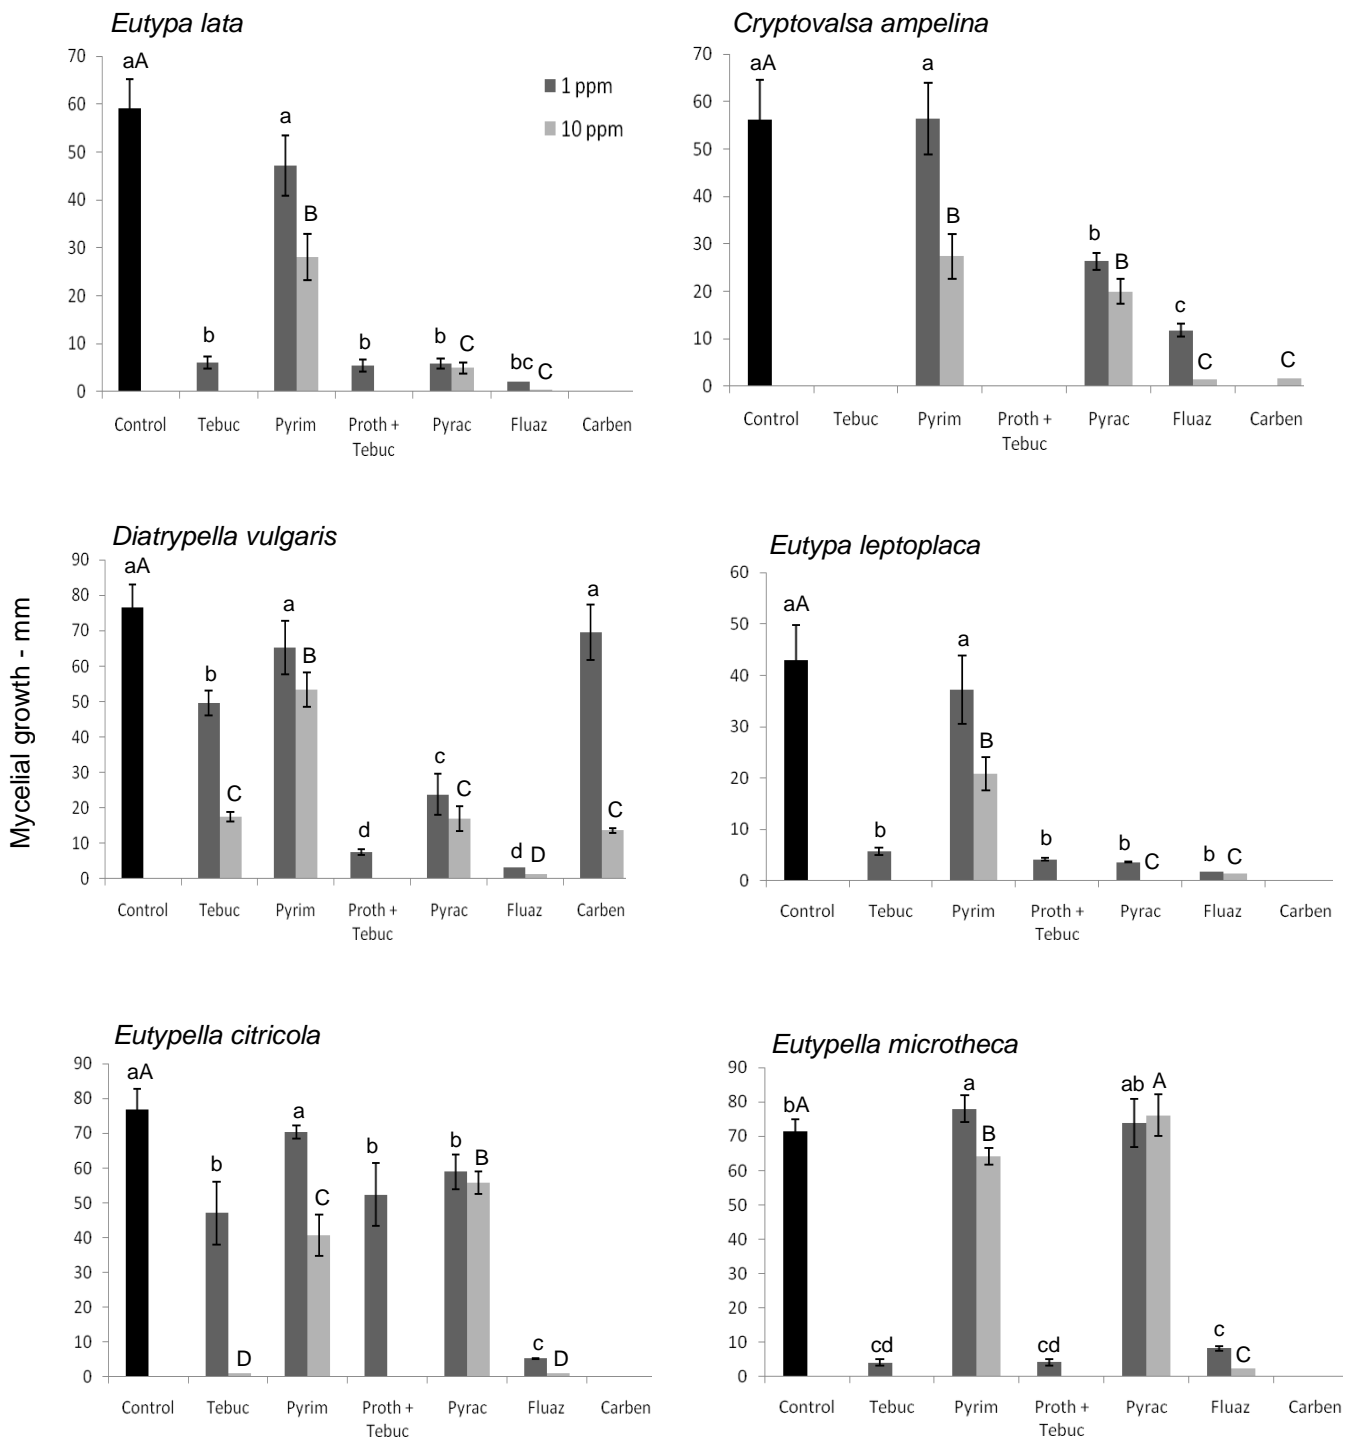 Eutypa lata
70
60
50
40
30
20
10
0
aA
b
a
B
b
b
C
bc
C
1 ppm
10 ppm
Control
Tebuc
Pyrim
Proth +
Tebuc
Pyrac
Fluaz
Carben
Cryptovalsa ampelina
70
60
50
40
30
20
10
0
aA
a
B
b
B
c
C
C
Control
Tebuc
Pyrim
Proth +
Tebuc
Pyrac
Fluaz
Carben
Mycelial growth - mm
Diatrypella vulgaris
90
80
70
60
50
40
30
20
10
0
aA
b
C
a
B
d
c
C
d
D
a
C
Control
Tebuc
Pyrim
Proth +
Tebuc
Pyrac
Fluaz
Carben
Eutypa leptoplaca
60
50
40
30
20
10
0
aA
b
a
B
b
b
C
b
C
Control
Tebuc
Pyrim
Proth +
Tebuc
Pyrac
Fluaz
Carben
Eutypella citricola
90
80
70
60
50
40
30
20
10
0
aA
b
D
a
C
b
b
B
c
D
Control
Tebuc
Pyrim
Proth +
Tebuc
Pyrac
Fluaz
Carben
Eutypella microtheca
90
80
70
60
50
40
30
20
10
0
bA
cd
a
B
cd
ab
A
c
C
Control
Tebuc
Pyrim
Proth +
Tebuc
Pyrac
Fluaz
Carben